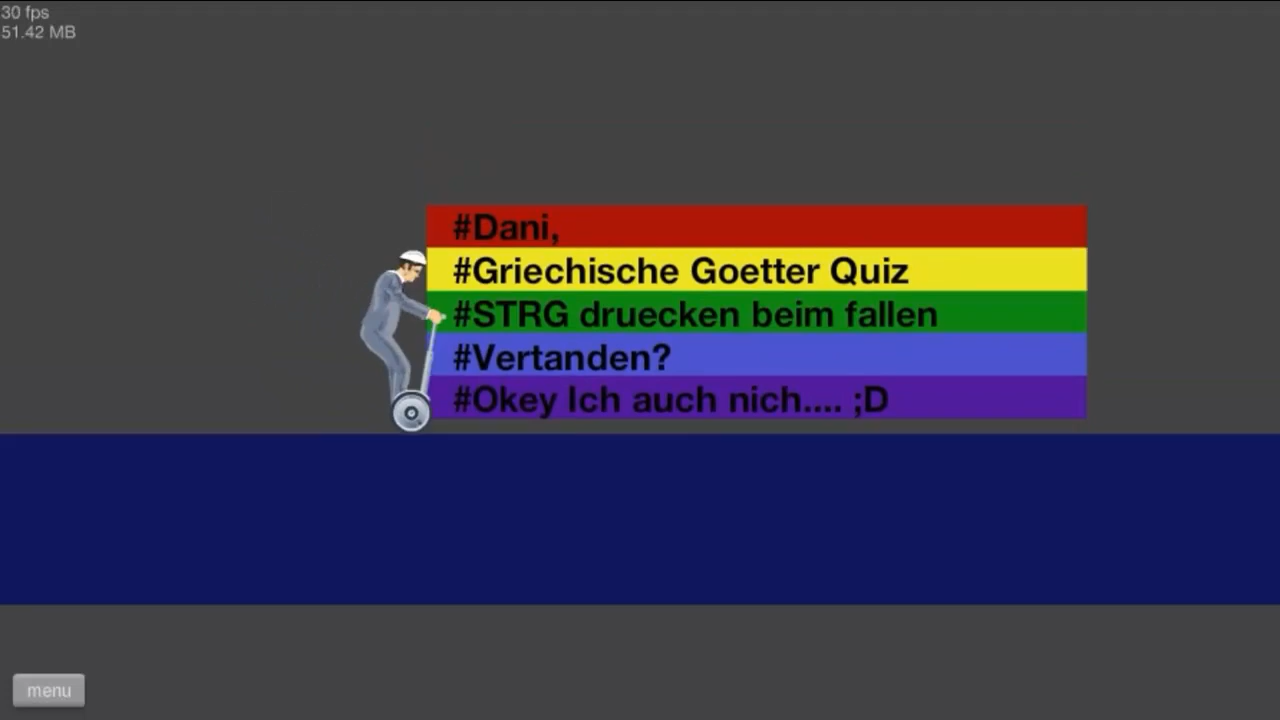 30 fps
51.42 MB
#Dani,
#Griechische Goetter Quiz
#STRG druecken beim fallen
#Vertanden?
#Okey Ich auch nich.... ;D
menu